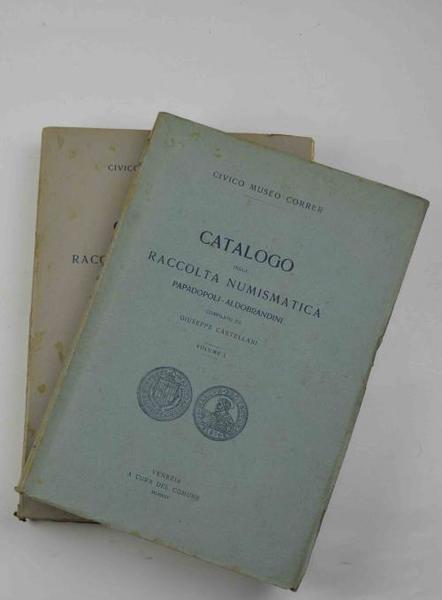 CIVICO MUSEO CORRER
CATALOGO
DELLA
RACCOLTA NUMISMATICA
PAPADOPOLI-ALDOBRANDINI
COMPILATO DA
GIUSEPPE CASTELLANI
VOLUME I
VENEZIA
A CURA DEL COMUNE
CIVICO
RACCO